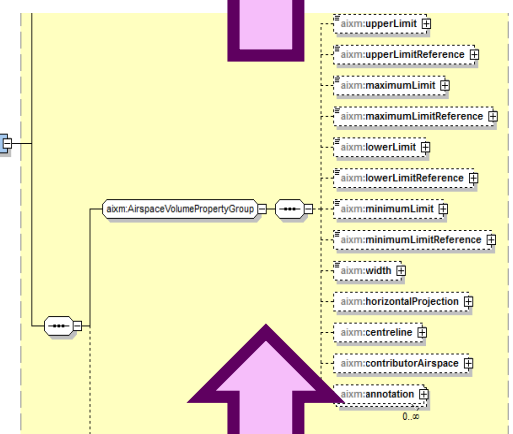 aixm:upperLimit
aixm:upperLimitReference
aixm:maximumLimit
aixm:maximumLimitReference
aixm:lowerLimit
aixm:lowerLimitReference
aixm:AirspaceVolumePropertyGroup
aixm:minimumLimit
aixm:minimumLimitReference
aixm:width
aixm:horizontalProjection
aixm:centreline
aixm:contributorAirspace
aixm:annotation
0..∞